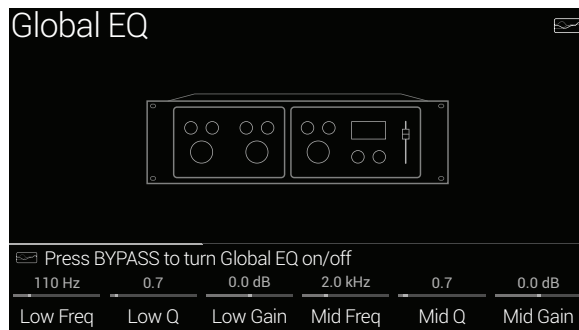 Global EQ
Press BYPASS to turn Global EQ on/off
110 Hz 0.7 0.0 dB 2.0 kHz 0.7 0.0 dB
Low Freq Low Q Low Gain Mid Freq Mid Q Mid Gain